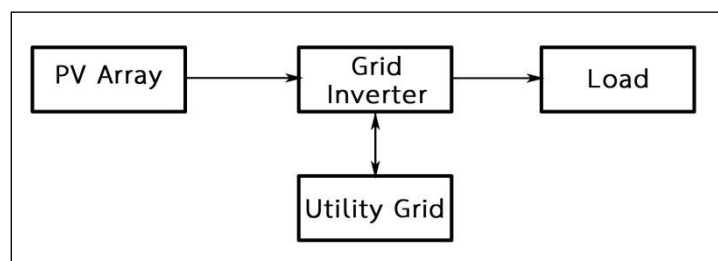 PV Array
Grid
Inverter
Load
Utility Grid